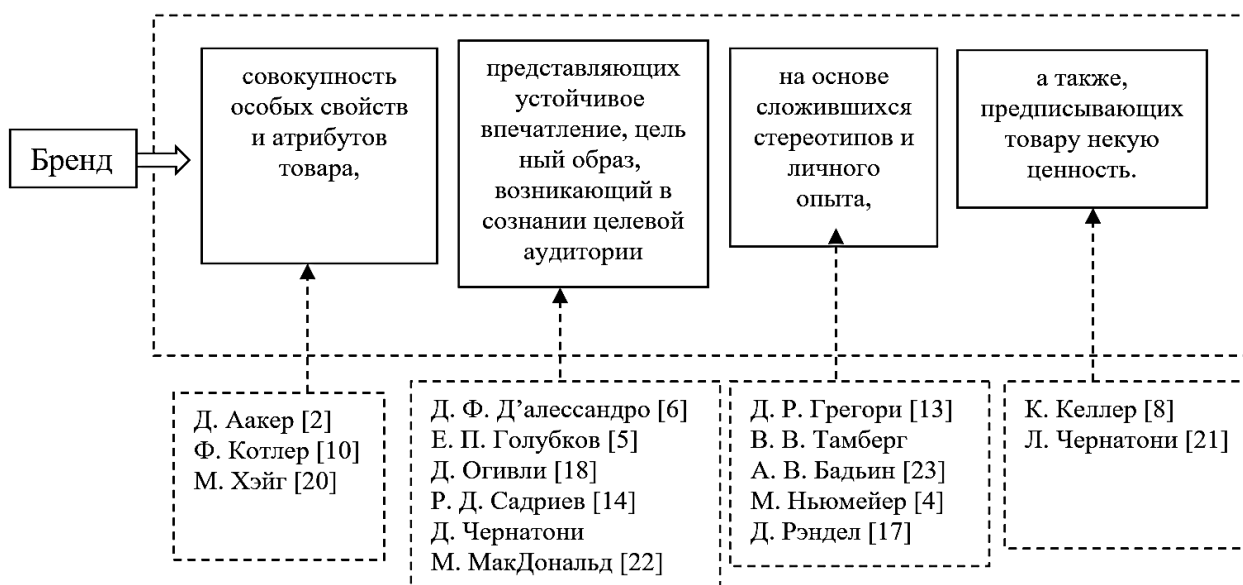 Бренд
совокупность
особых свойств
и атрибутов
товара,
представляющих
устойчивое
впечатление, цель
ный образ,
возникающий в
сознании целевой
аудитории
на основе
сложившихся
стереотипов и
личного
опыта,
а также,
предписывающих
товару некую
ценность.
Д. Аакер [2]
Ф. Котлер [10]
М. Хэйг [20]
Д. Ф. Д’алессандро [6]
Е. П. Голубков [5]
Д. Огивли [18]
Р. Д. Садриев [14]
Д. Чернатони
М. МакДональд [22]
Д. Р. Грегори [13]
В. В. Тамберг
А. В. Бадьин [23]
М. Ньюмейер [4]
Д. Рэндел [17]
К. Келлер [8]
Л. Чернатони [21]